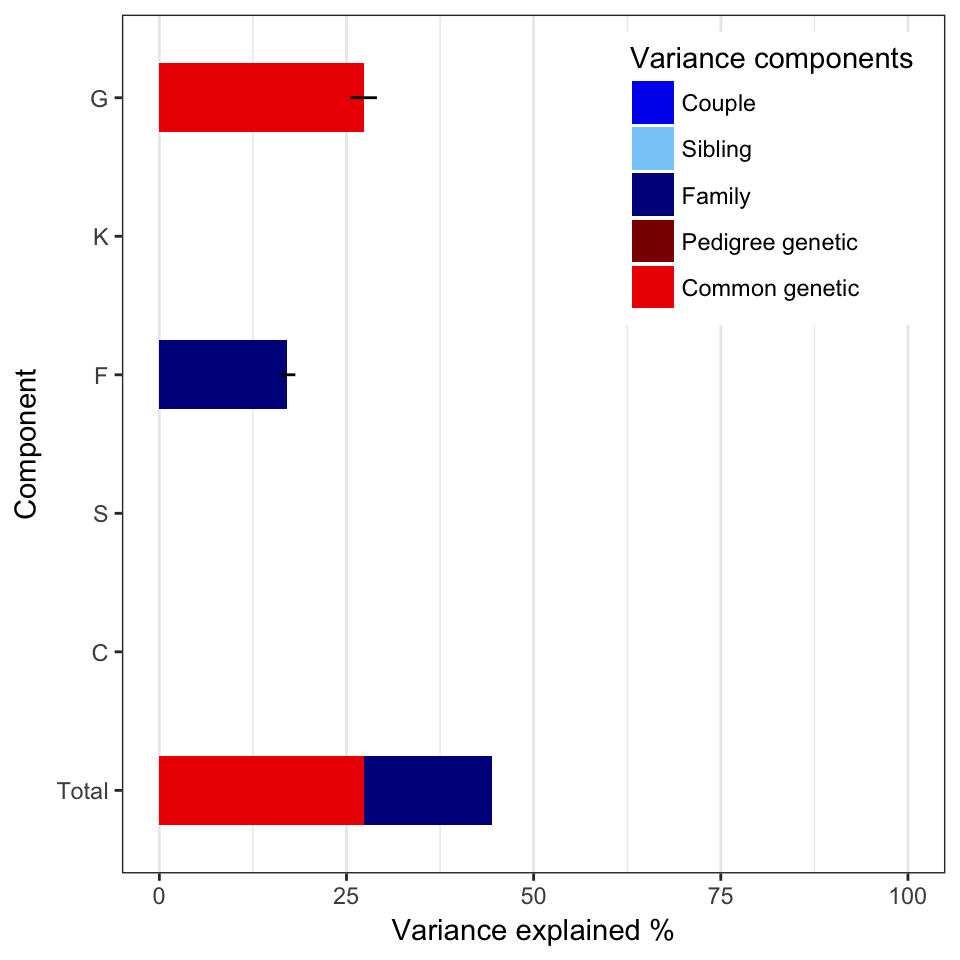 Variance components
Couple
Sibling
Family
Pedigree genetic
Common genetic
Component
G
K
F
S
C
Total
0 25 50 75 100
Variance explained %